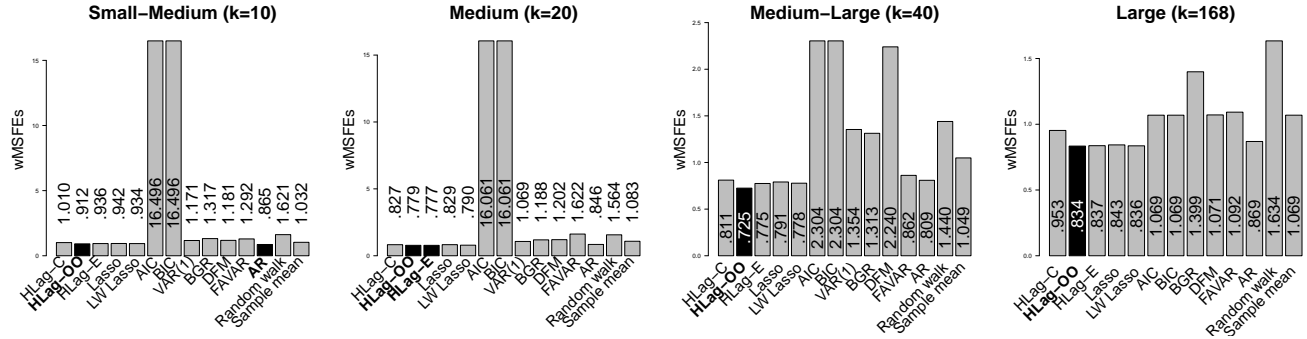 Small−Medium (k=10)
wMSFEs
0
5
10
15
1.010
.912
.936
.942
.934
16.496
16.496
1.171
1.317
1.181
1.292
.865
1.621
1.032
HLag−C
HLag−OO
HLag−E
Lasso
LW Lasso
AIC
BIC
VAR(1)
BGR
DFM
FAVAR
AR
Random walk
Sample mean
Medium (k=20)
wMSFEs
0
5
10
15
.827
.779
.777
.829
.790
16.061
16.061
1.069
1.188
1.202
1.622
.846
1.564
1.083
HLag−C
HLag−OO
HLag−E
Lasso
LW Lasso
AIC
BIC
VAR(1)
BGR
DFM
FAVAR
AR
Random walk
Sample mean
Medium−Large (k=40)
wMSFEs
0.0
0.5
1.0
1.5
2.0
2.5
.811
.725
.775
.791
.778
2.304
2.304
1.354
1.313
2.240
.862
.809
1.440
1.049
HLag−C
HLag−OO
HLag−E
Lasso
LW Lasso
AIC
BIC
VAR(1)
BGR
DFM
FAVAR
AR
Random walk
Sample mean
Large (k=168)
wMSFEs
0.0
0.5
1.0
1.5
.953
.834
.837
.843
.836
1.069
1.069
1.399
1.071
1.092
.869
1.634
1.069
HLag−C
HLag−OO
HLag−E
Lasso
LW Lasso
AIC
BIC
BGR
DFM
FAVAR
AR
Random walk
Sample mean